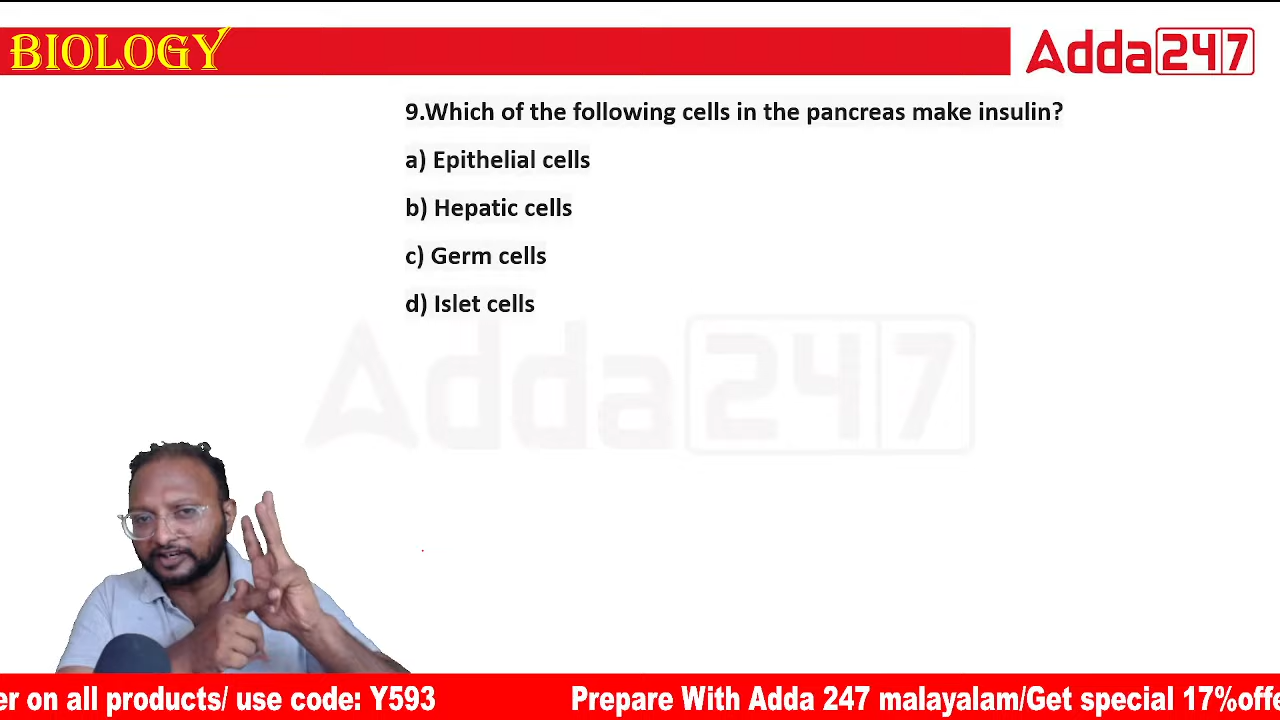 BIOLOGY
Adda247
9.Which of the following cells in the pancreas make insulin?
a) Epithelial cells
b) Hepatic cells
c) Germ cells
d) Islet cells
Adda247
er on all products/ use code: Y593 Prepare With Adda 247 malayalam/Get special 17%offe